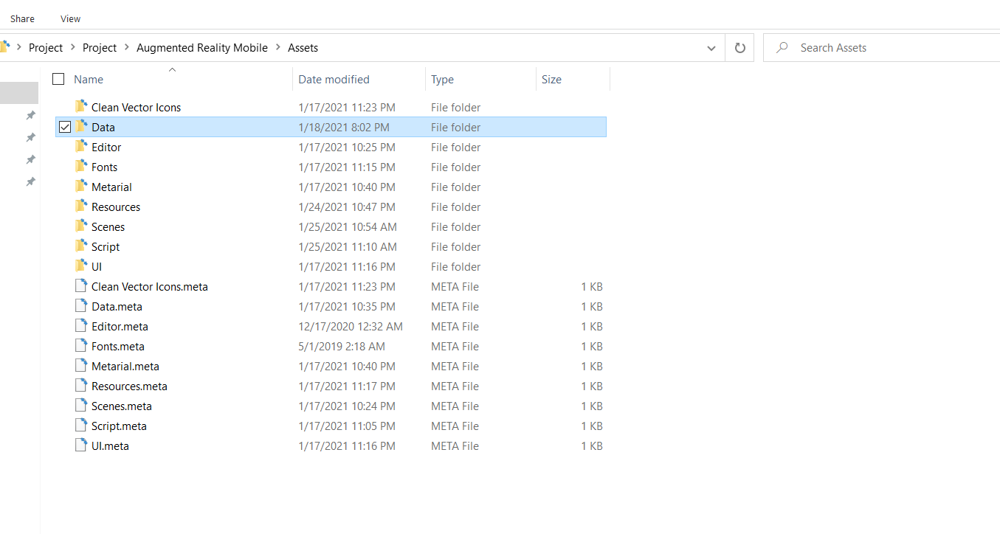 Share View
Project Project Augmented Reality Mobile Assets Search Assets
Name Date modified Type Size
Clean Vector Icons 1/17/2021 11:23 PM File folder
Data 1/18/2021 8:02 PM File folder
Editor 1/17/2021 10:25 PM File folder
Fonts 1/17/2021 11:15 PM File folder
Metarial 1/17/2021 10:40 PM File folder
Resources 1/24/2021 10:47 PM File folder
Scenes 1/25/2021 10:54 AM File folder
Script 1/25/2021 11:10 AM File folder
UI 1/17/2021 11:16 PM File folder
Clean Vector Icons.meta 1/17/2021 11:23 PM META File 1 KB
Data.meta 1/17/2021 10:35 PM META File 1 KB
Editor.meta 12/17/2020 12:32 AM META File 1 KB
Fonts.meta 5/1/2019 2:18 AM META File 1 KB
Metarial.meta 1/17/2021 10:40 PM META File 1 KB
Resources.meta 1/17/2021 11:17 PM META File 1 KB
Scenes.meta 1/17/2021 10:24 PM META File 1 KB
Script.meta 1/17/2021 11:05 PM META File 1 KB
UI.meta 1/17/2021 11:16 PM META File 1 KB